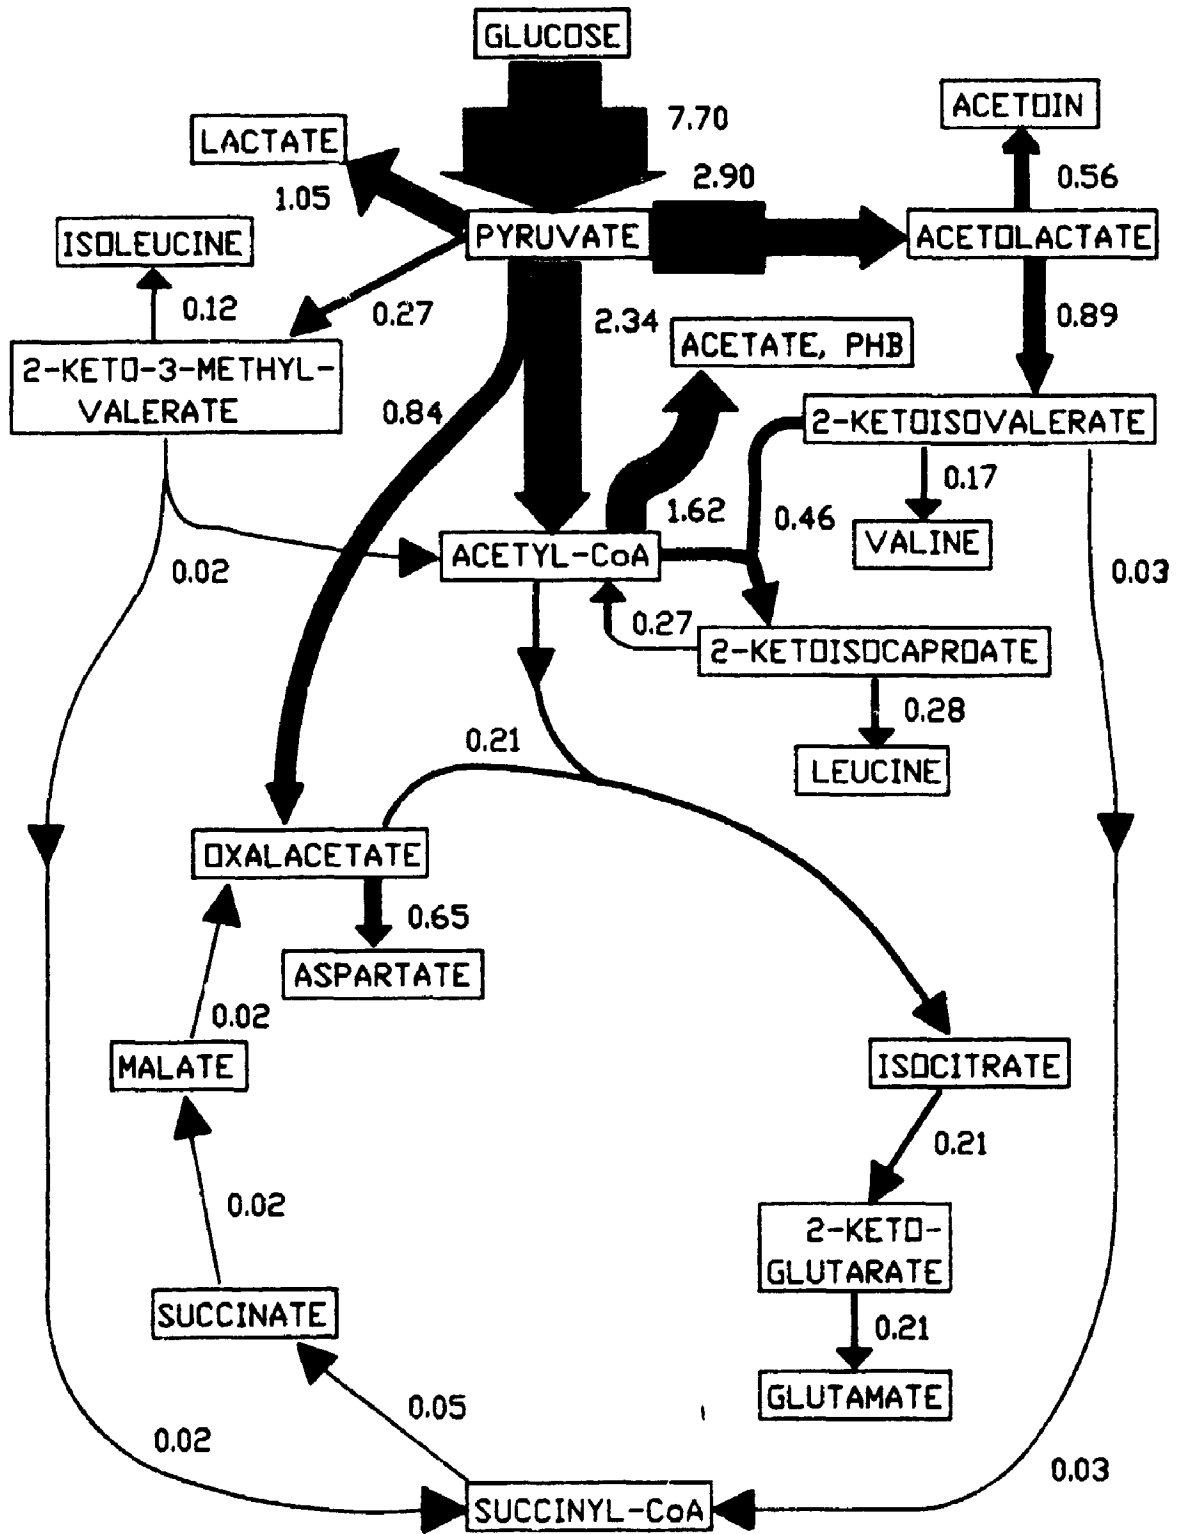 GLUCOSE
7.70
ACETOIN
LACTATE
1.05
2.90
0.56
ISOLEUCINE
PYRUVATE
ACETOLACTATE
0.12
0.27
2.34
0.89
2-KETO-3-METHYL-
VALERATE
ACETATE, PHB
0.84
2-KETOISOVALERATE
0.17
1.62
0.46
VALINE
ACETYL-CoA
0.02
0.03
0.27
2-KETOISOCAPROATE
0.28
0.21
LEUCINE
OXALACETATE
0.65
ASPARTATE
0.02
MALATE
ISOCITRATE
0.21
0.02
2-KETO-
GLUTARATE
SUCCINATE
0.21
0.05
GLUTAMATE
0.02
0.03
SUCCINYL-CoA